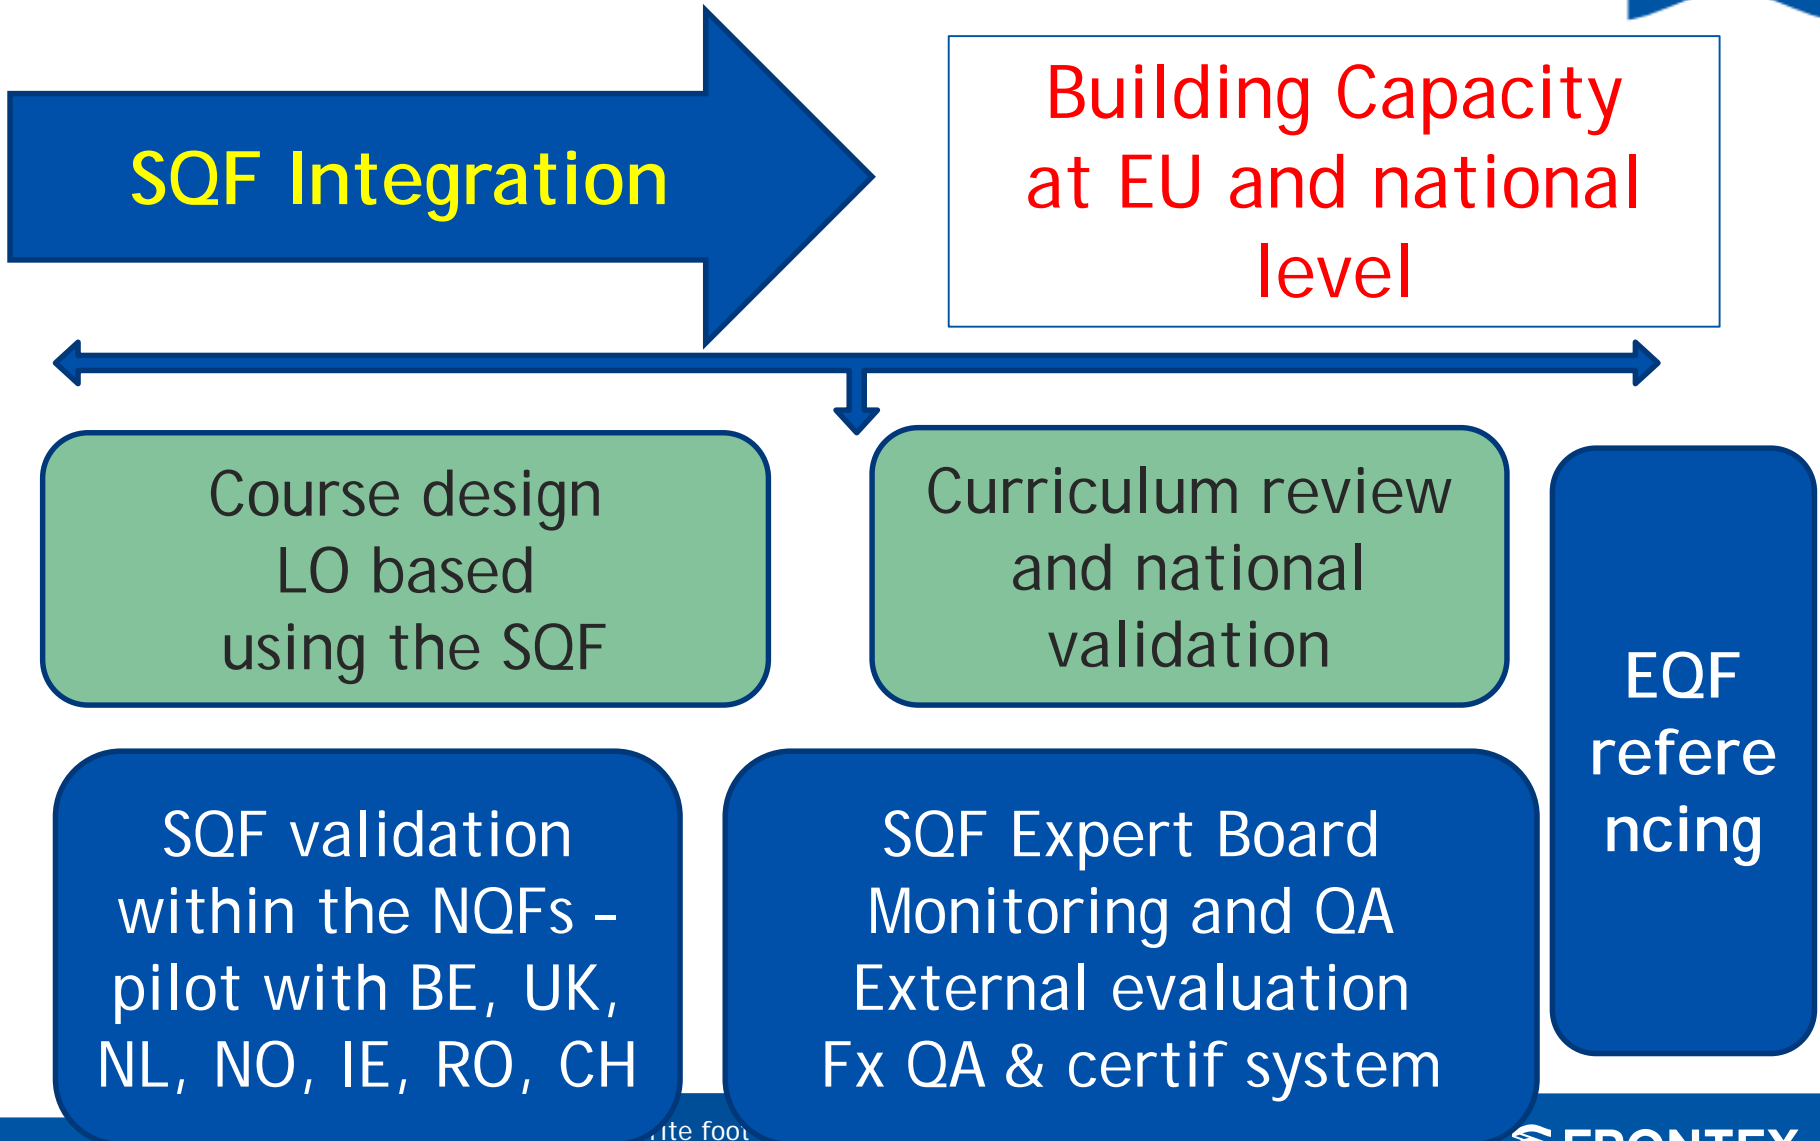 SQF Integration
Building Capacity
at EU and national
level
Course design
LO based
using the SQF
Curriculum review
and national
validation
EQF
refere
ncing
SQF validation
within the NQFs -
pilot with BE, UK,
NL, NO, IE, RO, CH
SQF Expert Board
Monitoring and QA
External evaluation
Fx QA & certif system
FRONTEX